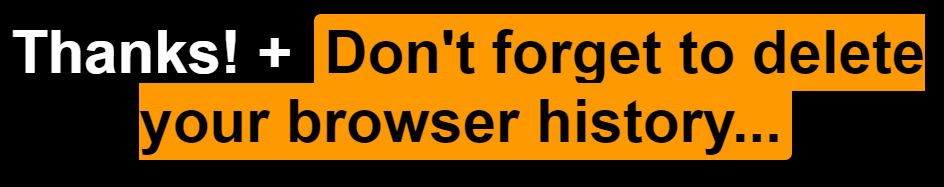 Thanks! + Don't forget to delete
your browser history...